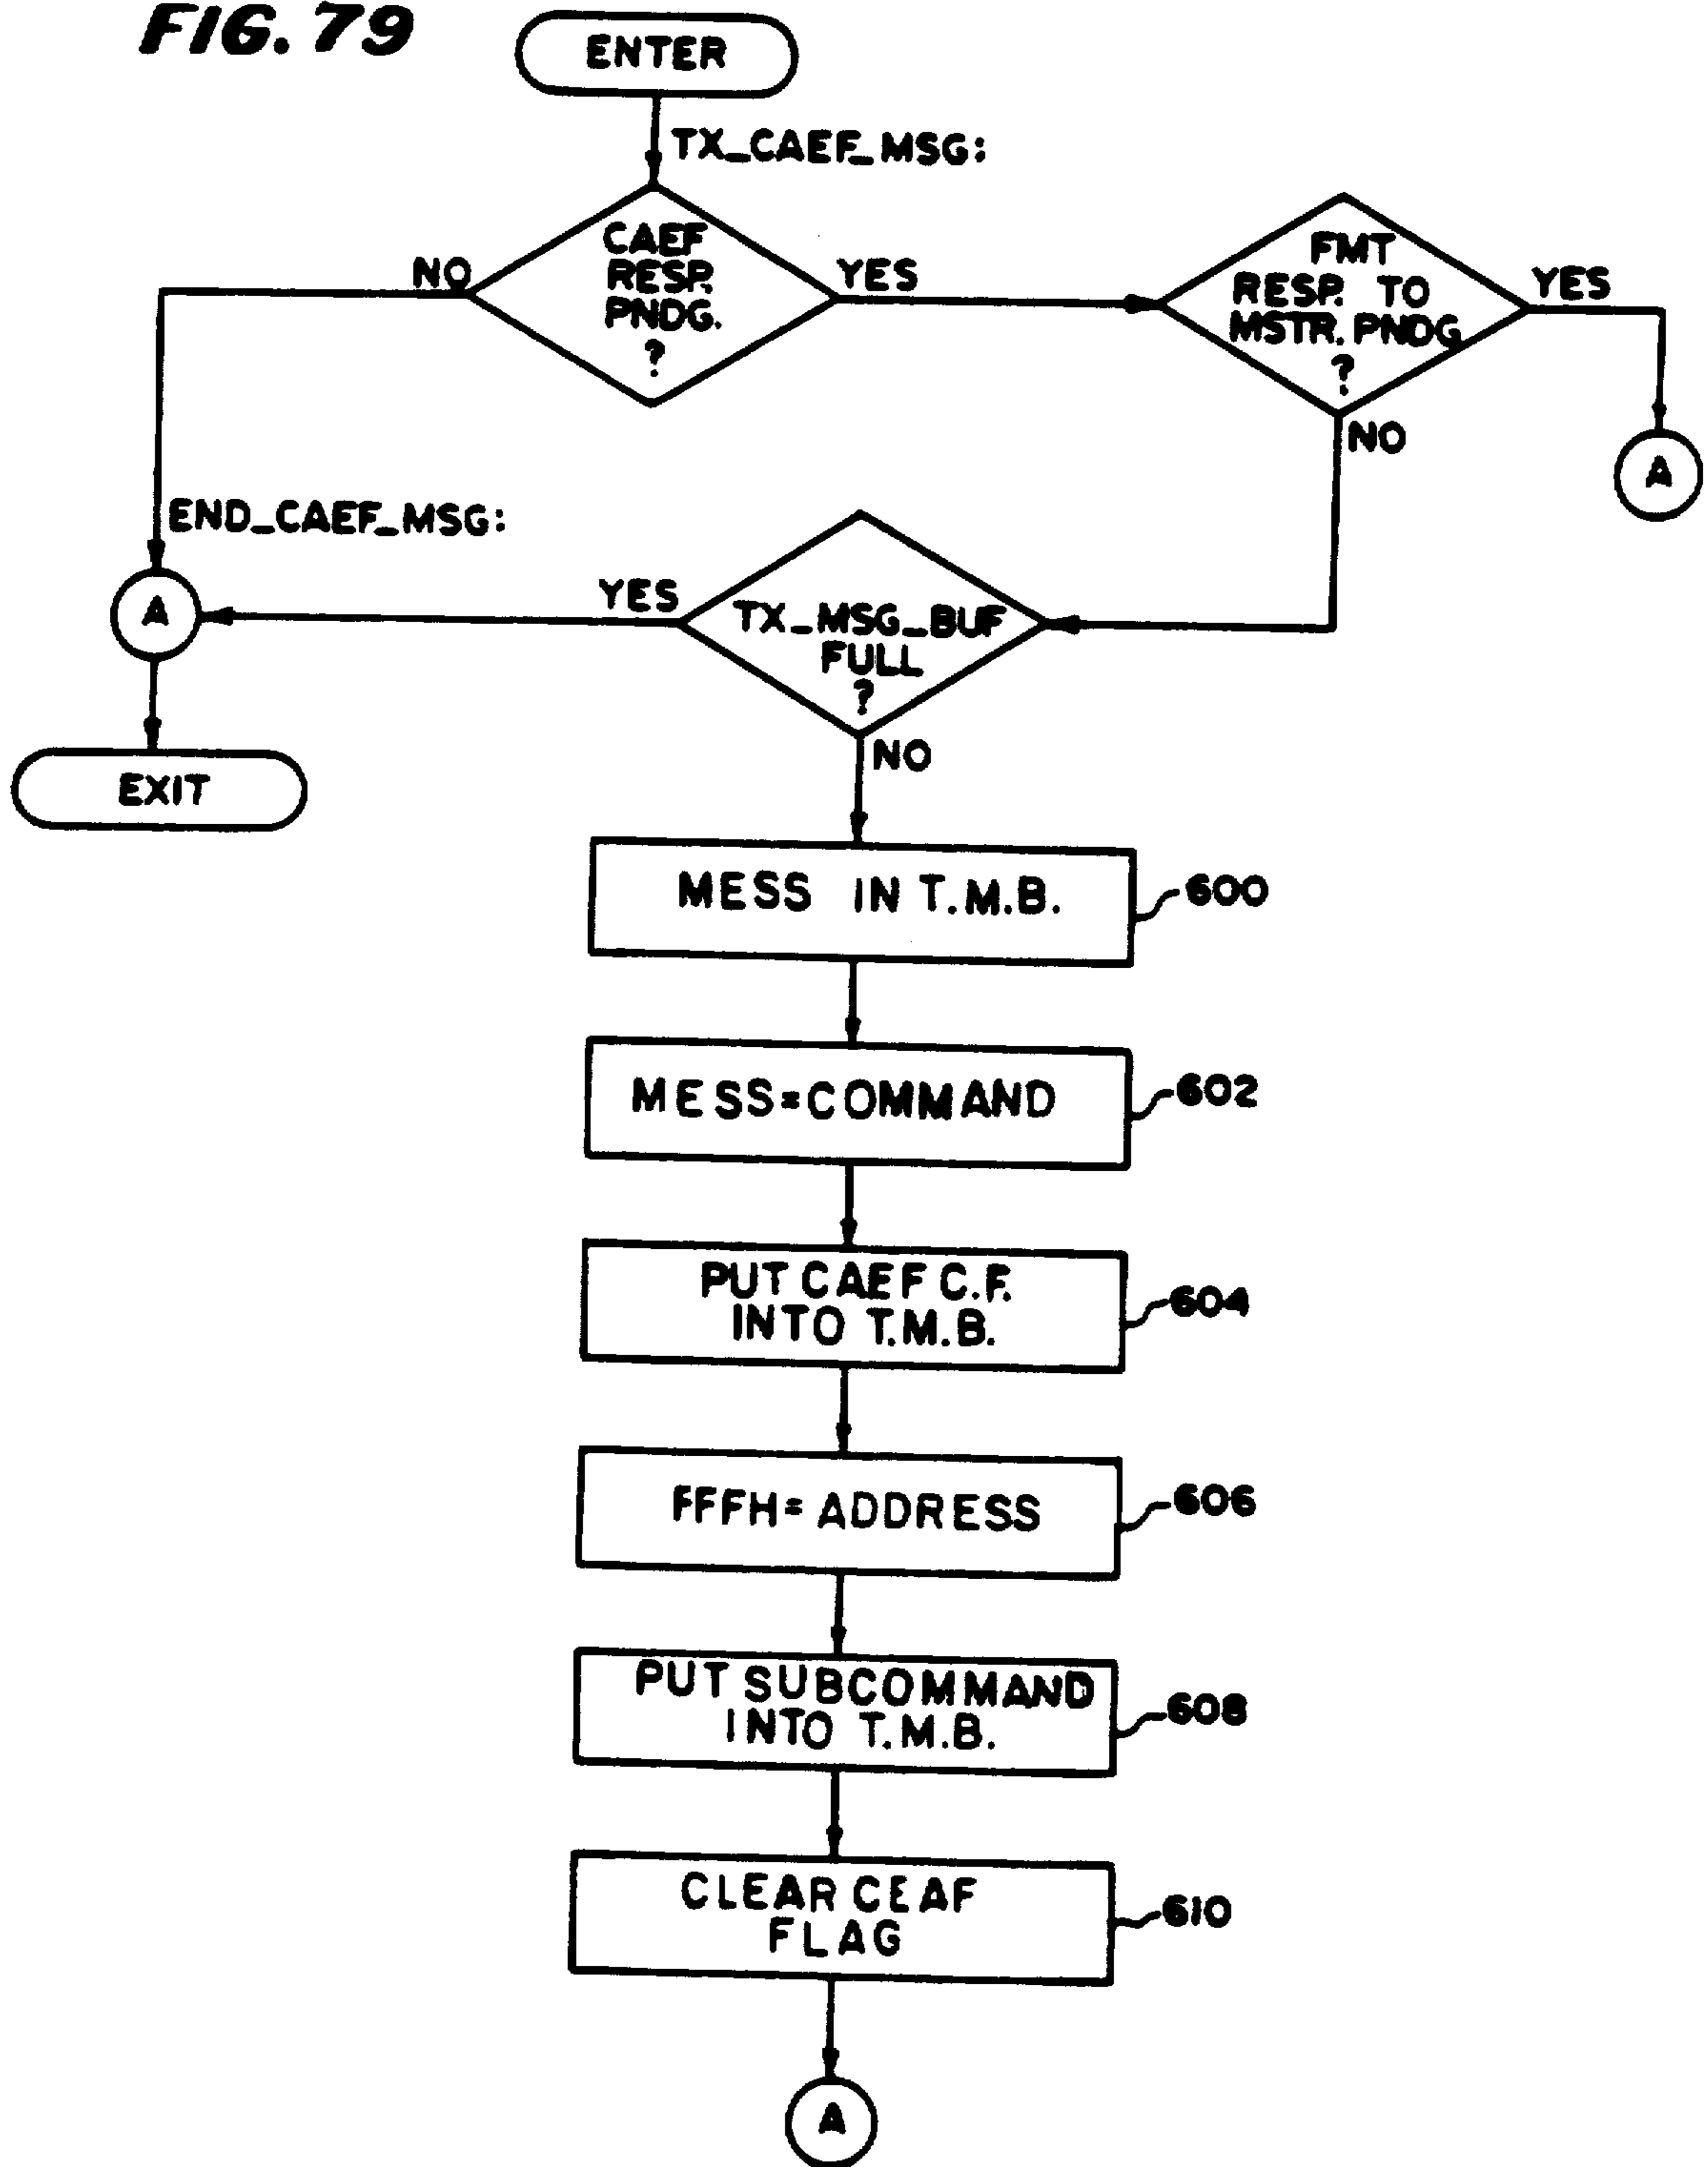 FIG. 79
ENTER
TX_CAEF_MSG:
CAEF
RESP.
PNDG.
?
NO
YES
FMT
RESP. TO
MSTR. PNDG
?
YES
NO
A
END_CAEF_MSG:
A
YES
TX_MSG_BUF
FULL
?
NO
EXIT
MESS IN T.M.B.
600
MESS=COMMAND
602
PUT CAEF C.F.
INTO T.M.B.
604
FFFH=ADDRESS
606
PUT SUBCOMMAND
INTO T.M.B.
608
CLEAR CEAF
FLAG
610
A